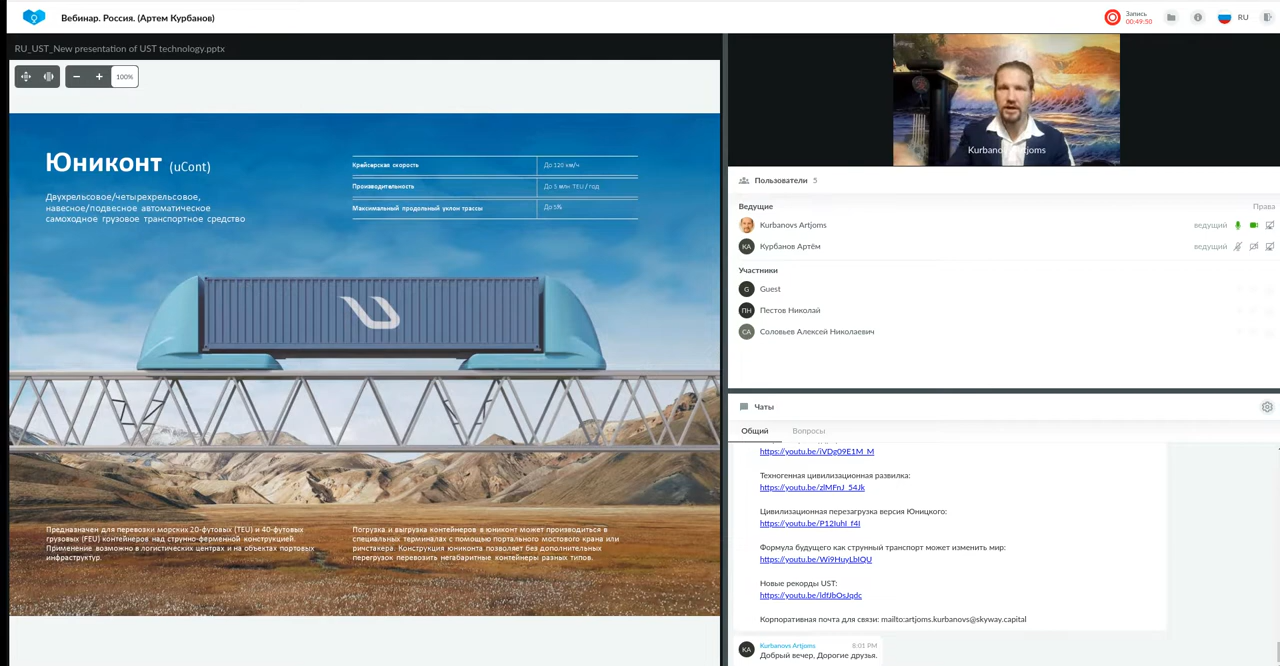 Вебинар. Россия. (Артем Курбанов)
Запись
00:49:50
RU
RU_UST_New presentation of UST technology.pptx
100%
Юниконт (uCont)
Двухрельсовое/четырехрельсовое,
навесное/подвесное автоматическое
самоходное грузовое транспортное средство
Крейсерская скорость До 120 км/ч
Производительность До 5 млн TEU / год
Максимальный продольный уклон трассы До 5%
Предназначен для перевозки морских 20-футовых (TEU) и 40-футовых
грузовых (FEU) контейнеров над струнно-ферменной конструкцией.
Применение возможно в логистических центрах и на объектах портовых
инфраструктур.
Погрузка и выгрузка контейнеров в юниконт может производиться в
специальных терминалах с помощью портального мостового крана или
ричстакера. Конструкция юниконта позволяет без дополнительных
перегрузок перевозить негабаритные контейнеры разных типов.
Пользователи 5
Ведущие Права
Kurbanovs Artjoms ведущий
КА Курбанов Артём ведущий
Участники
G Guest
ПН Пестов Николай
СА Соловьев Алексей Николаевич
Чаты
Общий Вопросы
https://youtu.be/iVDg09E1M_M
Техногенная цивилизационная развилка:
https://youtu.be/zlMFnJ_54Jk
Цивилизационная перезагрузка версия Юницкого:
https://youtu.be/P12Iuhl_f4I
Формула будущего как струнный транспорт может изменить мир:
https://youtu.be/Wi9HuyLbIQU
Новые рекорды UST:
https://youtu.be/ldfJbOsJqdc
Корпоративная почта для связи: mailto:artjoms.kurbanovs@skyway.capital
KA Kurbanovs Artjoms 8:01 PM
Добрый вечер, Дорогие друзья.